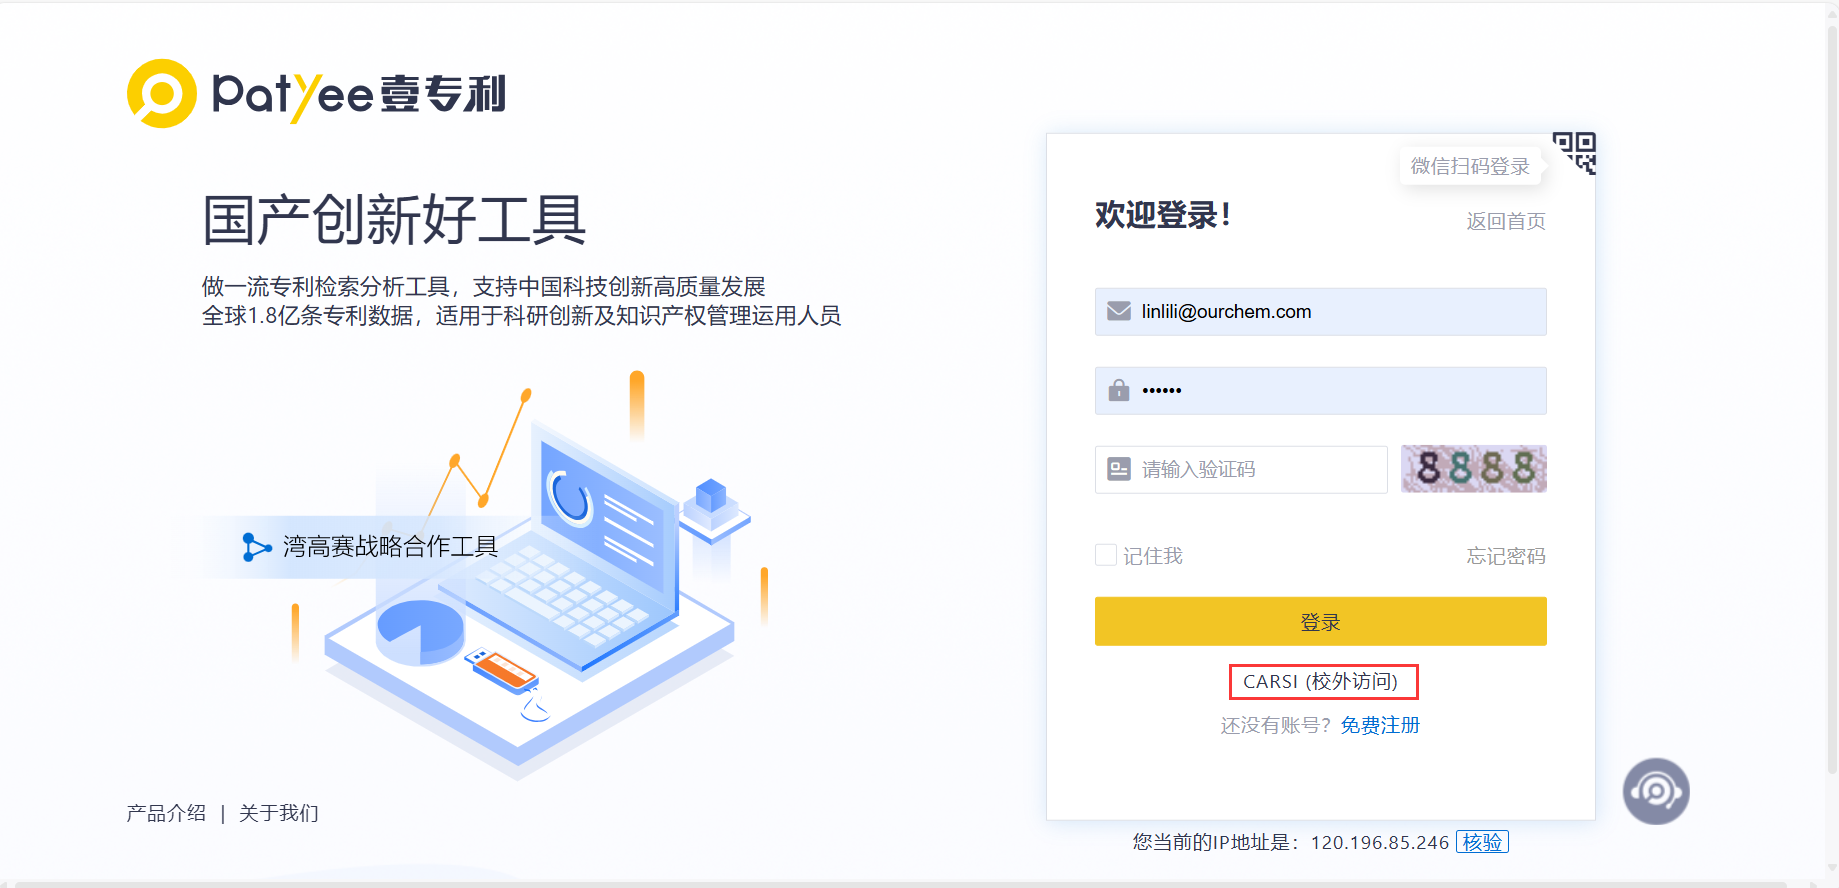 Patyee壹专利
国产创新好工具
做一流专利检索分析工具，支持中国科技创新高质量发展
全球1.8亿条专利数据，适用于科研创新及知识产权管理运用人员
湾高赛战略合作工具
产品介绍 | 关于我们
微信扫码登录
欢迎登录！
返回首页
linlili@ourchem.com
••••••
请输入验证码
8888
记住我
忘记密码
登录
CARSI (校外访问)
还没有账号？免费注册
您当前的IP地址是：120.196.85.246 核验